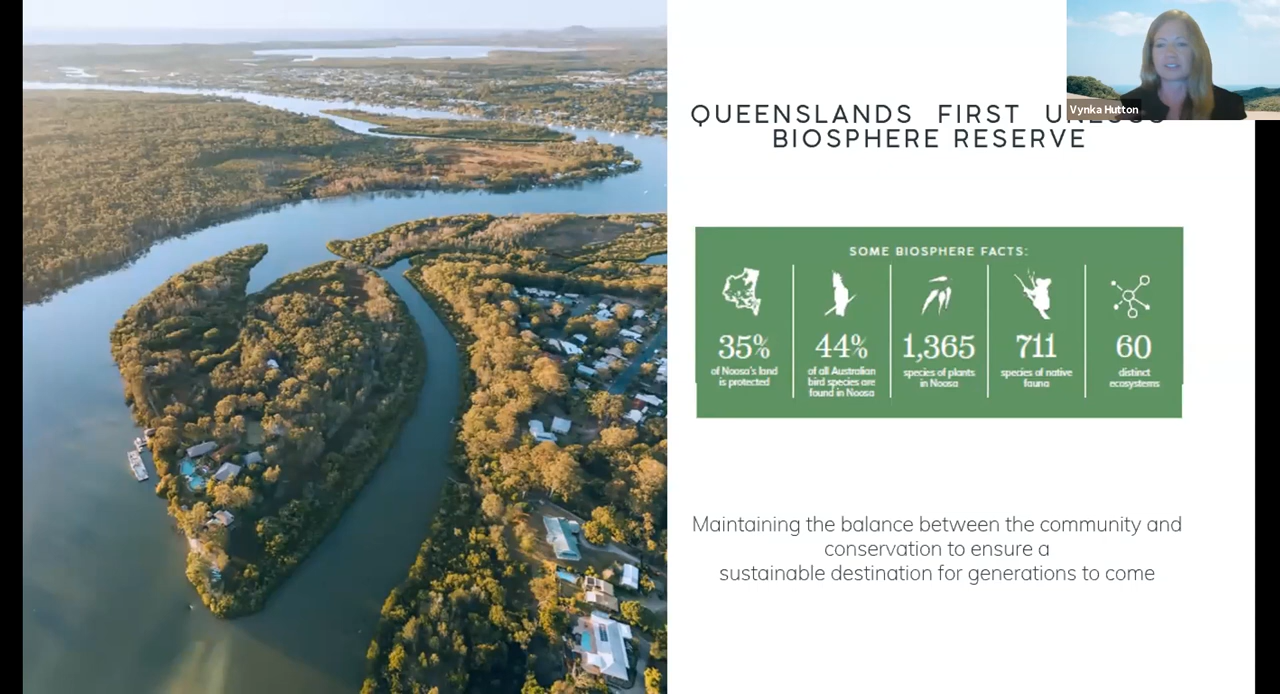 Vynka Hutton
QUEENSLANDS FIRST
BIOSPHERE RESERVE
SOME BIOSPHERE FACTS:
35%
of Noosa's land
is protected
44%
of all Australian
bird species are
found in Noosa
1,365
species of plants
in Noosa
711
species of native
fauna
60
distinct
ecosystems
Maintaining the balance between the community and
conservation to ensure a
sustainable destination for generations to come